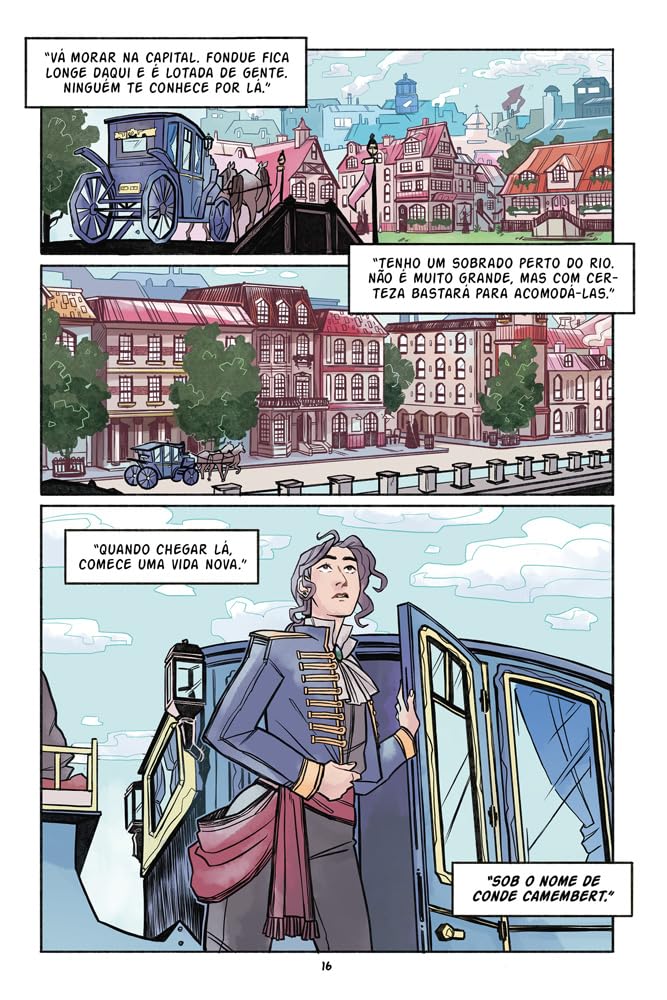 “VÁ MORAR NA CAPITAL. FONDUE FICA
LONGE DAQUI E É LOTADA DE GENTE.
NINGUÉM TE CONHECE POR LÁ.”
“TENHO UM SOBRADO PERTO DO RIO.
NÃO É MUITO GRANDE, MAS COM CER-
TEZA BASTARÁ PARA ACOMODÁ-LAS.”
“QUANDO CHEGAR LÁ,
COMECE UMA VIDA NOVA.”
“SOB O NOME DE
CONDE CAMEMBERT.”
16